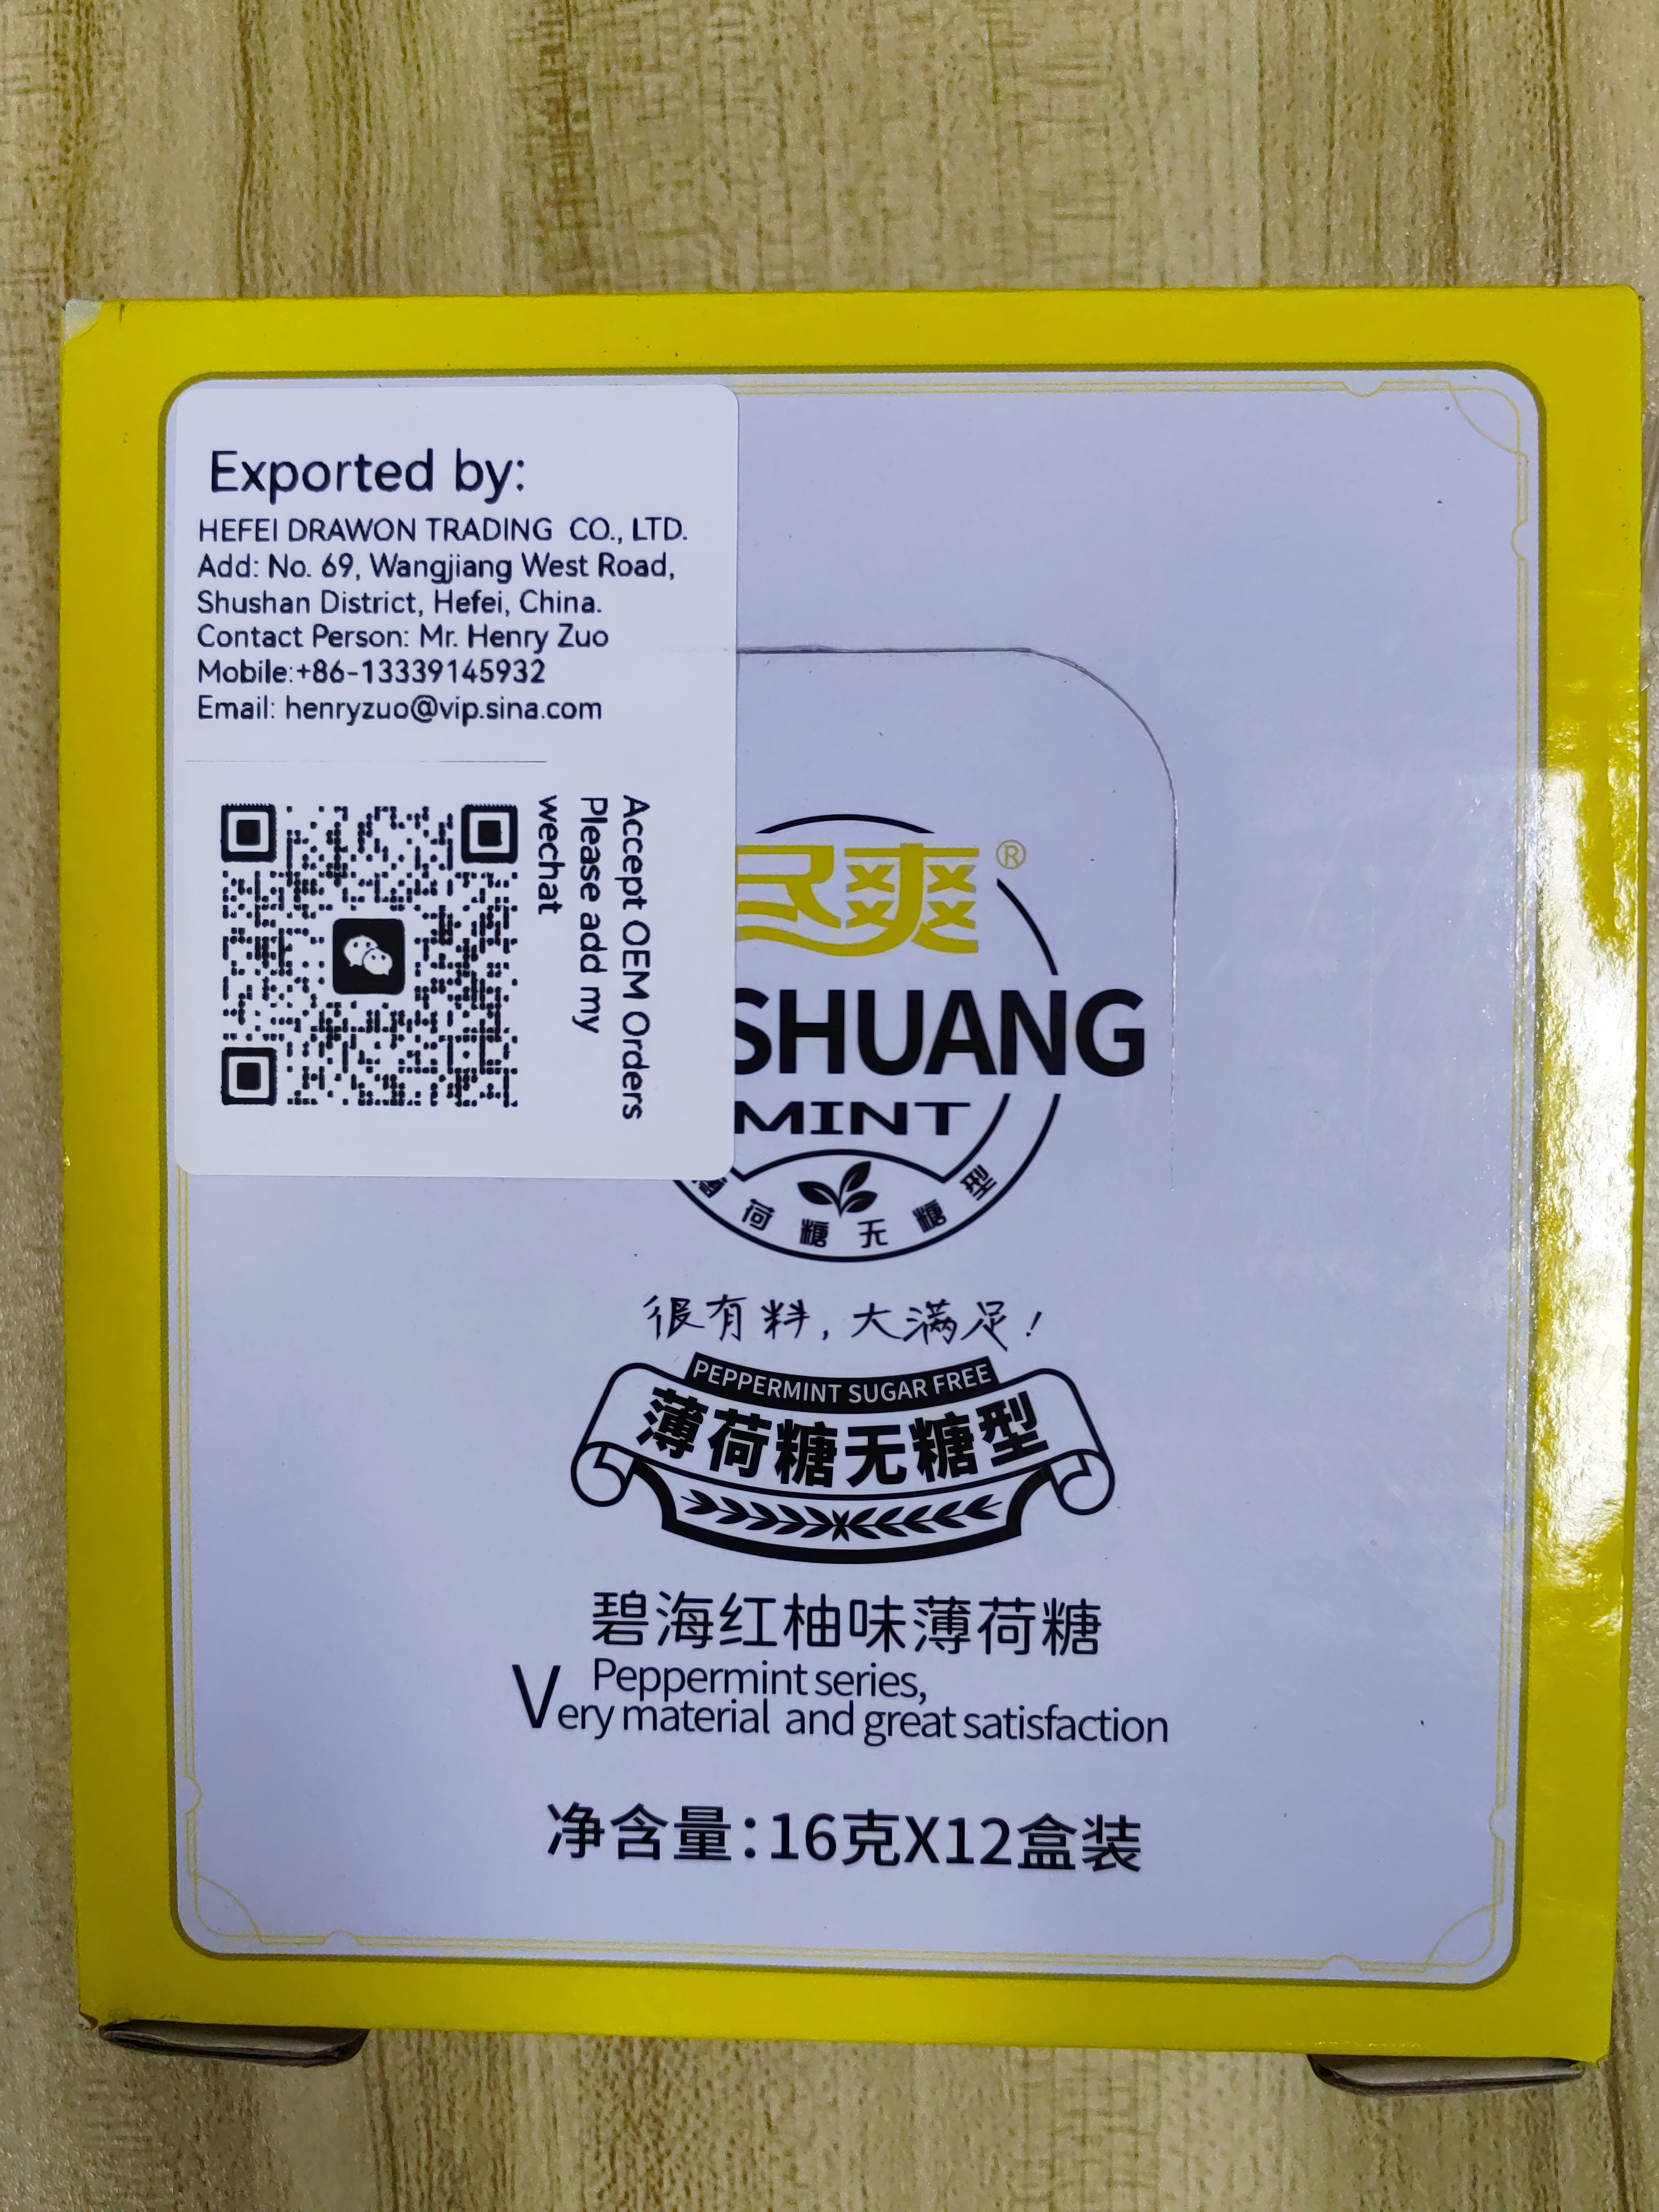 Exported by:
HEFEI DRAWON TRADING CO., LTD.
Add: No. 69, Wangjiang West Road,
Shushan District, Hefei, China.
Contact Person: Mr. Henry Zuo
Mobile:+86-13339145932
Email: henryzuo@vip.sina.com
Accept OEM Orders
Please add my
wechat
爽®
SHUANG
MINT
薄荷糖无糖型
很有料,大满足!
PEPPERMINT SUGAR FREE
薄荷糖无糖型
碧海红柚味薄荷糖
Peppermint series,
Very material and great satisfaction
净含量:16克X12盒装